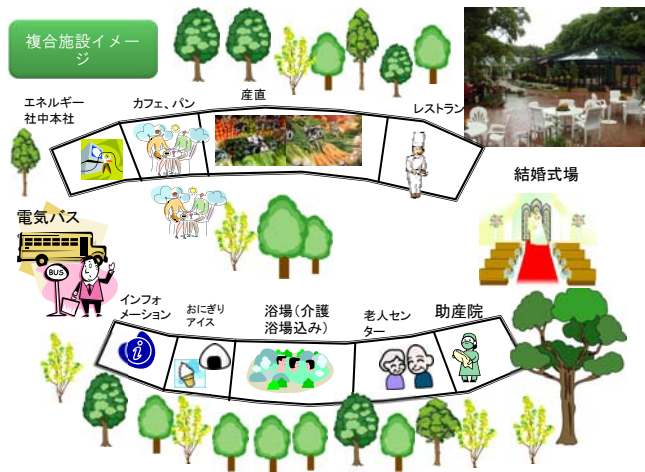 複合施設イメー
ジ
エネルギー
社中本社
カフェ、パン
産直
レストラン
結婚式場
電気バス
BUS
インフォ
メーション
おにぎり
アイス
浴場(介護
浴場込み)
老人セン
ター
助産院
i